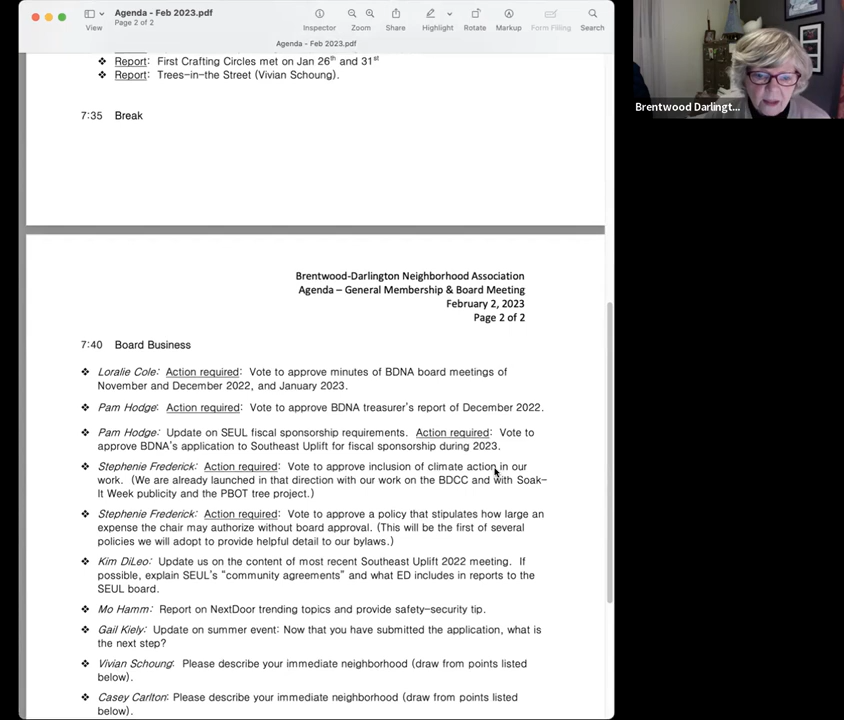 Agenda - Feb 2023.pdf
Page 2 of 2
View
Inspector
Zoom
Share
Highlight
Rotate
Markup
Form Filling
Search
Agenda - Feb 2023.pdf
❖ Report: First Crafting Circles met on Jan 26th and 31st
❖ Report: Trees-in-the Street (Vivian Schoung).
7:35 Break
Brentwood-Darlington Neighborhood Association
Agenda – General Membership & Board Meeting
February 2, 2023
Page 2 of 2
7:40 Board Business
❖ Loralie Cole: Action required: Vote to approve minutes of BDNA board meetings of
November and December 2022, and January 2023.
❖ Pam Hodge: Action required: Vote to approve BDNA treasurer's report of December 2022.
❖ Pam Hodge: Update on SEUL fiscal sponsorship requirements. Action required: Vote to
approve BDNA's application to Southeast Uplift for fiscal sponsorship during 2023.
❖ Stephenie Frederick: Action required: Vote to approve inclusion of climate action in our
work. (We are already launched in that direction with our work on the BDCC and with Soak-
It Week publicity and the PBOT tree project.)
❖ Stephenie Frederick: Action required: Vote to approve a policy that stipulates how large an
expense the chair may authorize without board approval. (This will be the first of several
policies we will adopt to provide helpful detail to our bylaws.)
❖ Kim DiLeo: Update us on the content of most recent Southeast Uplift 2022 meeting. If
possible, explain SEUL's "community agreements" and what ED includes in reports to the
SEUL board.
❖ Mo Hamm: Report on NextDoor trending topics and provide safety-security tip.
❖ Gail Kiely: Update on summer event: Now that you have submitted the application, what is
the next step?
❖ Vivian Schoung: Please describe your immediate neighborhood (draw from points listed
below).
❖ Casey Carlton: Please describe your immediate neighborhood (draw from points listed
below).
Brentwood Darlingt...